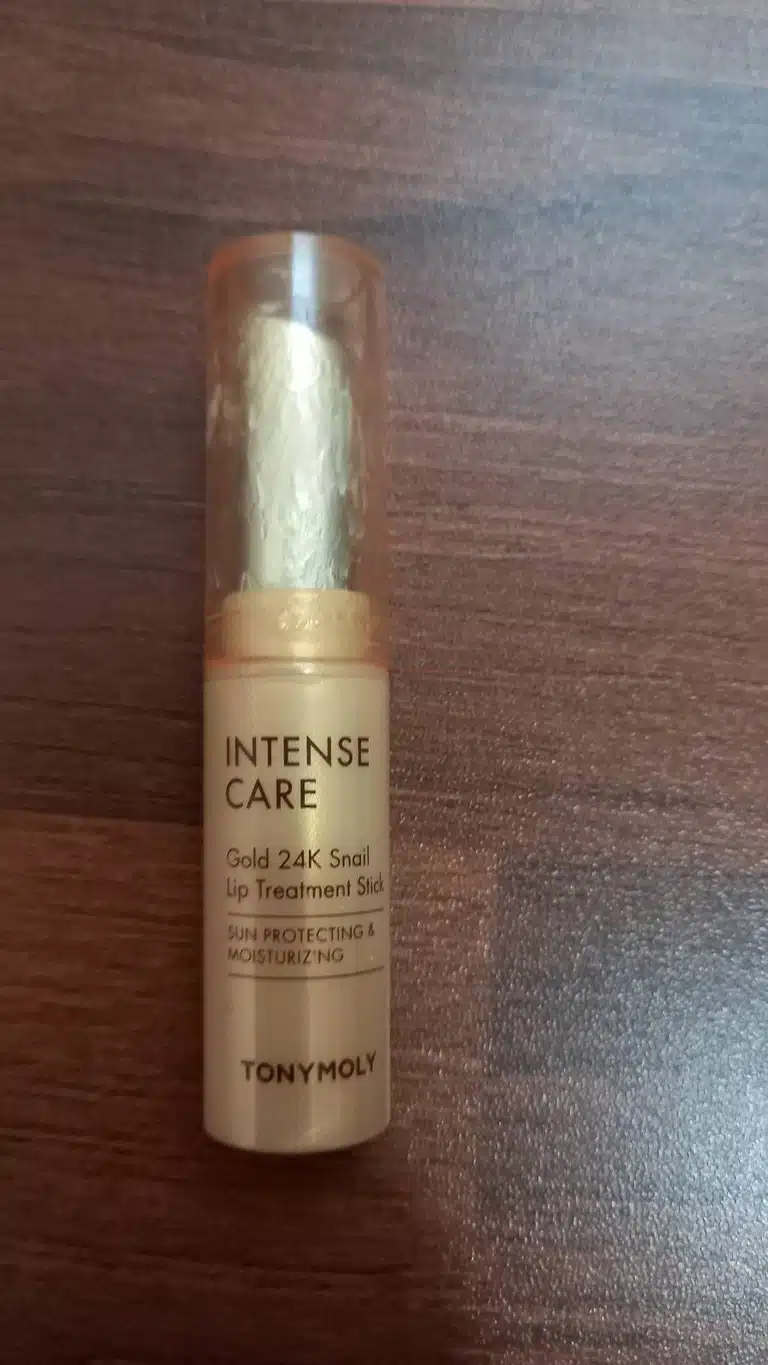 INTENSE
CARE
Gold 24K Snail
Lip Treatment Stick
SUN PROTECTING &
MOISTURIZ'NG
TONYMOLY